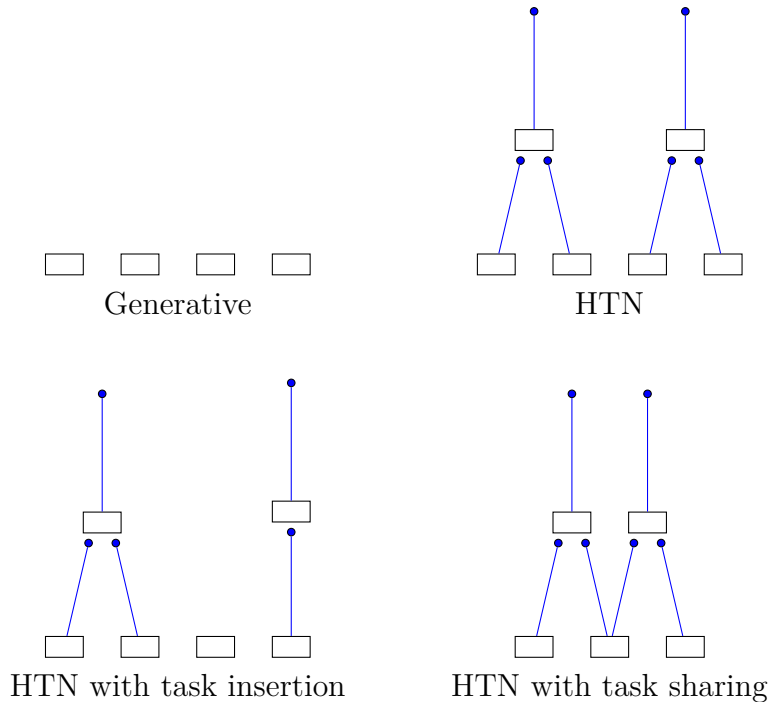 Generative
HTN
HTN with task insertion
HTN with task sharing